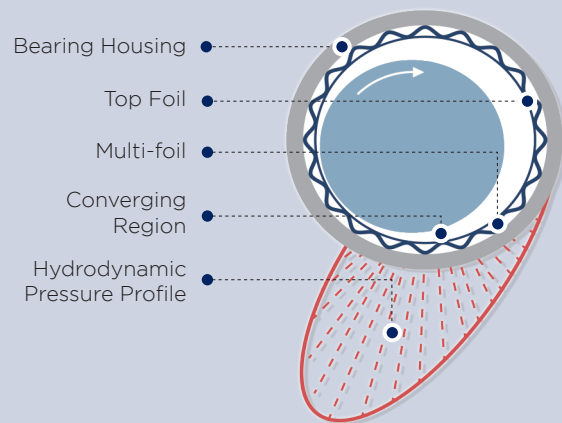 Bearing Housing
Top Foil
Multi-foil
Converging
Region
Hydrodynamic
Pressure Profile